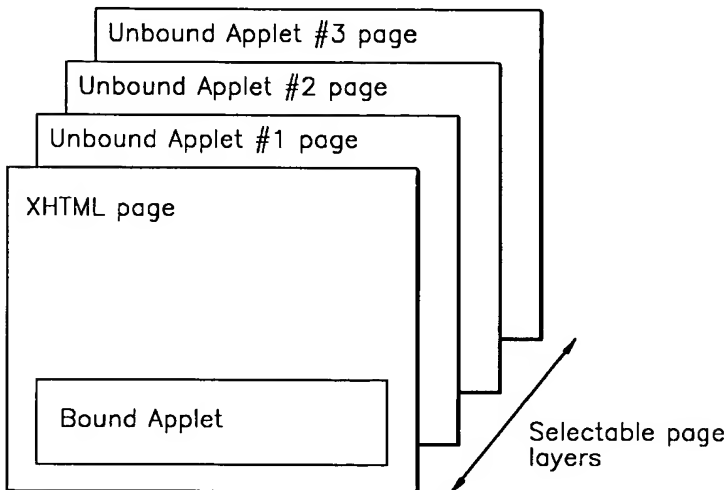 Unbound Applet #3 page
Unbound Applet #2 page
Unbound Applet #1 page
XHTML page
Bound Applet
Selectable page
layers